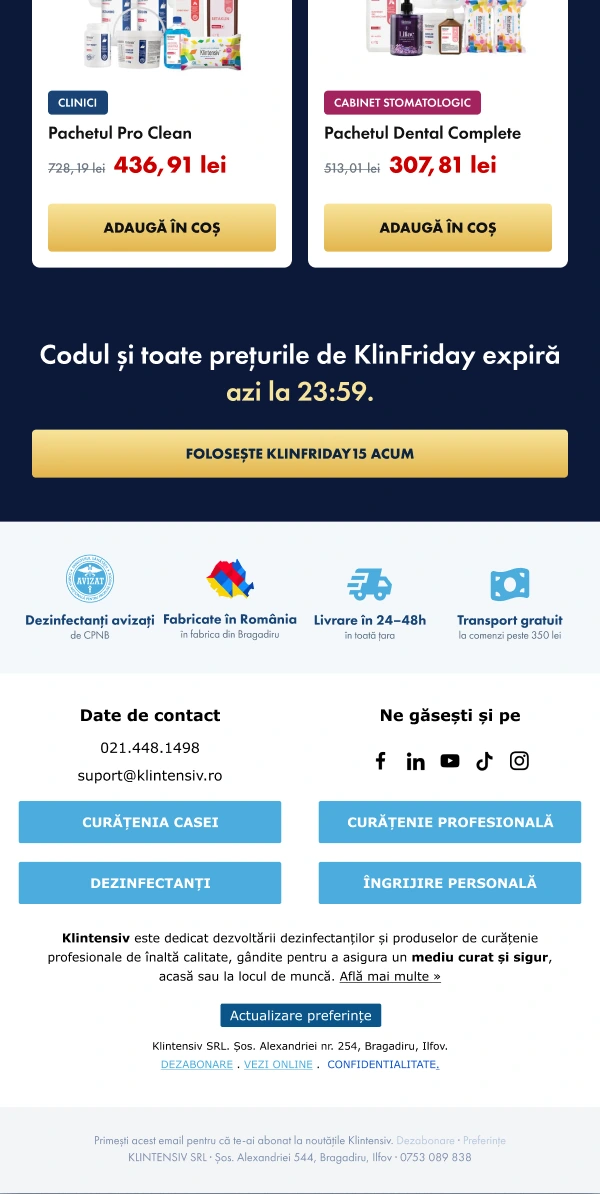 Klintensiv
Lilac
CLINICI
Pachetul Pro Clean
728,19 lei 436,91 lei
ADAUGĂ ÎN COȘ
CABINET STOMATOLOGIC
Pachetul Dental Complete
513,01 lei 307,81 lei
ADAUGĂ ÎN COȘ
Codul și toate prețurile de KlinFriday expiră
azi la 23:59.
FOLOSEȘTE KLINFRIDAY15 ACUM
AVIZAT
Dezinfectanți avizați
de CPNB
Fabricate în România
în fabrica din Bragadiru
Livrare în 24–48h
în toată țara
Transport gratuit
la comenzi peste 350 lei
Date de contact
021.448.1498
suport@klintensiv.ro
Ne găsești și pe
CURĂȚENIA CASEI
CURĂȚENIE PROFESIONALĂ
DEZINFECTANȚI
ÎNGRIJIRE PERSONALĂ
Klintensiv este dedicat dezvoltării dezinfectanților și produselor de curățenie
profesionale de înaltă calitate, gândite pentru a asigura un mediu curat și sigur,
acasă sau la locul de muncă. Află mai multe »
Actualizare preferințe
Klintensiv SRL. Șos. Alexandriei nr. 254, Bragadiru, Ilfov.
DEZABONARE . VEZI ONLINE . CONFIDENTIALITATE.
Primești acest email pentru că te-ai abonat la noutățile Klintensiv. Dezabonare · Preferințe
KLINTENSIV SRL · Șos. Alexandriei 544, Bragadiru, Ilfov · 0753 089 838